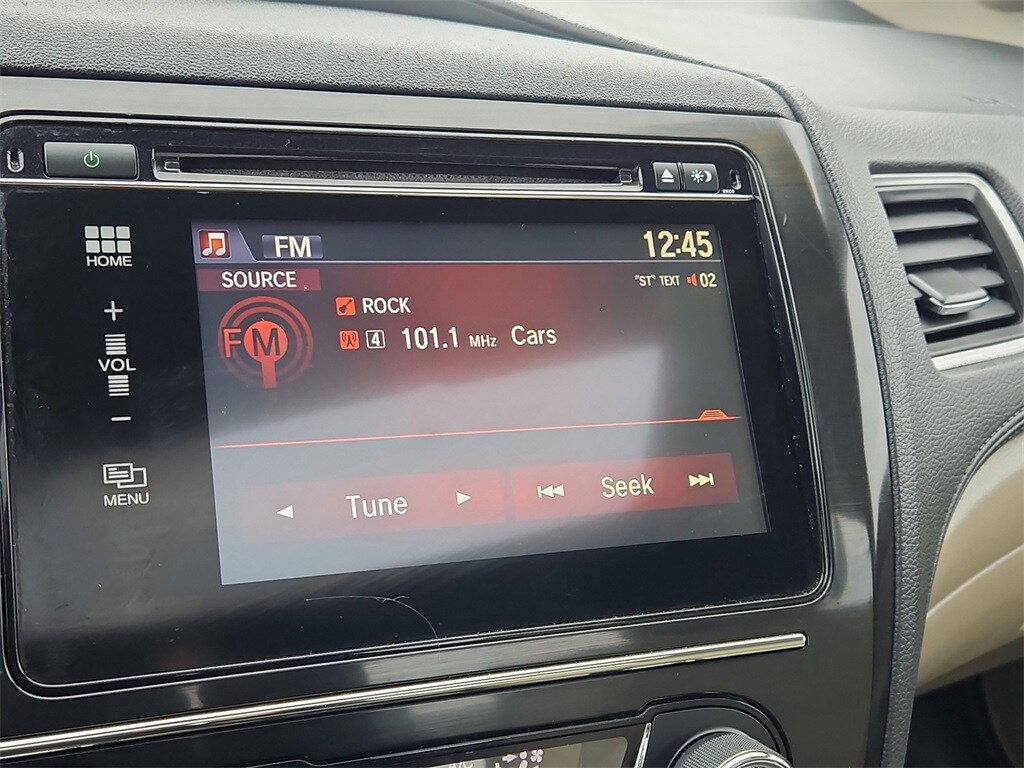 FM 12:45
SOURCE "ST" TEXT 02
ROCK
FM 4 101.1 MHz Cars
Tune Seek
HOME
+
VOL
−
MENU
A/C